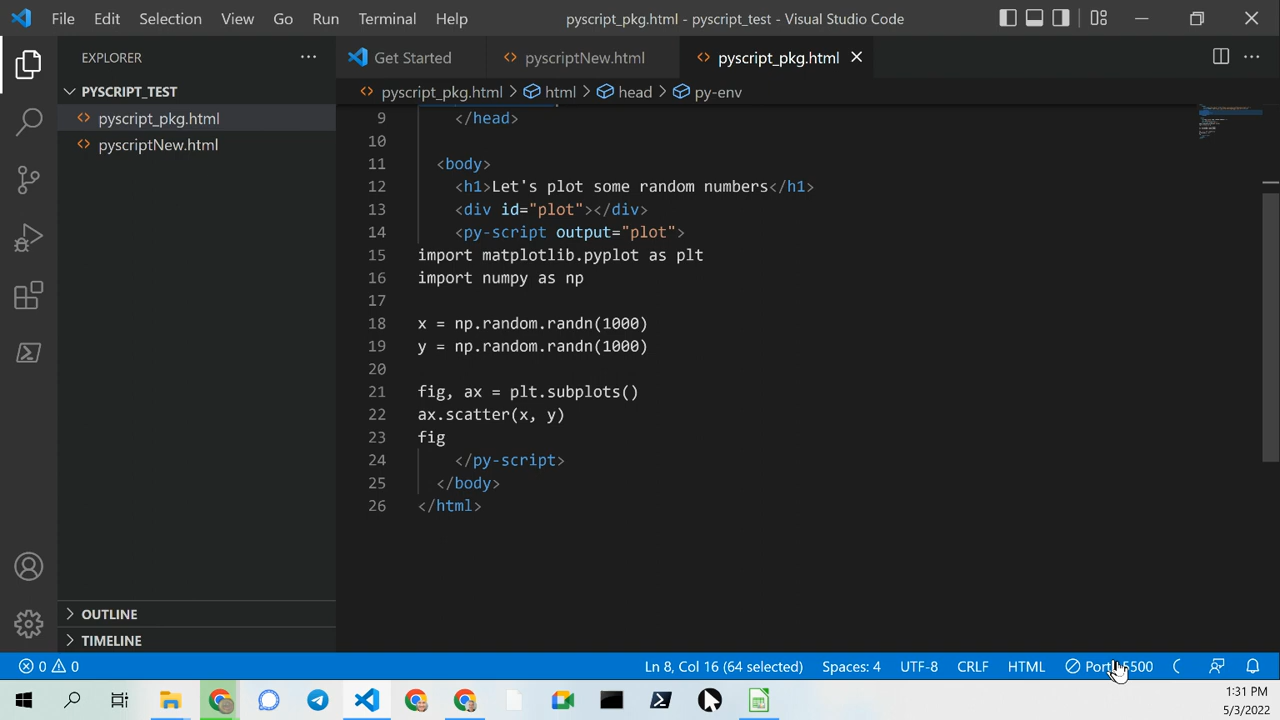 File Edit Selection View Go Run Terminal Help pyscript_pkg.html - pyscript_test - Visual Studio Code
EXPLORER
Get Started pyscriptNew.html pyscript_pkg.html
PYSCRIPT_TEST
pyscript_pkg.html > html > head > py-env
pyscript_pkg.html
pyscriptNew.html
9 </head>
10
11 <body>
12 <h1>Let's plot some random numbers</h1>
13 <div id="plot"></div>
14 <py-script output="plot">
15 import matplotlib.pyplot as plt
16 import numpy as np
17
18 x = np.random.randn(1000)
19 y = np.random.randn(1000)
20
21 fig, ax = plt.subplots()
22 ax.scatter(x, y)
23 fig
24 </py-script>
25 </body>
26 </html>
OUTLINE
TIMELINE
0 0 Ln 8, Col 16 (64 selected) Spaces: 4 UTF-8 CRLF HTML Port 5500
1:31 PM
5/3/2022